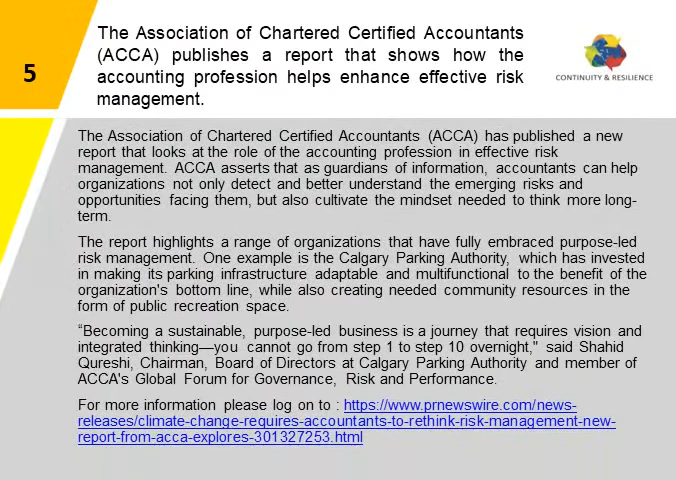 5
The Association of Chartered Certified Accountants
(ACCA) publishes a report that shows how the
accounting profession helps enhance effective risk
management.
CONTINUITY & RESILIENCE
The Association of Chartered Certified Accountants (ACCA) has published a new
report that looks at the role of the accounting profession in effective risk
management. ACCA asserts that as guardians of information, accountants can help
organizations not only detect and better understand the emerging risks and
opportunities facing them, but also cultivate the mindset needed to think more long-
term.
The report highlights a range of organizations that have fully embraced purpose-led
risk management. One example is the Calgary Parking Authority, which has invested
in making its parking infrastructure adaptable and multifunctional to the benefit of the
organization's bottom line, while also creating needed community resources in the
form of public recreation space.
“Becoming a sustainable, purpose-led business is a journey that requires vision and
integrated thinking—you cannot go from step 1 to step 10 overnight," said Shahid
Qureshi, Chairman, Board of Directors at Calgary Parking Authority and member of
ACCA's Global Forum for Governance, Risk and Performance.
For more information please log on to : https://www.prnewswire.com/news-
releases/climate-change-requires-accountants-to-rethink-risk-management-new-
report-from-acca-explores-301327253.html